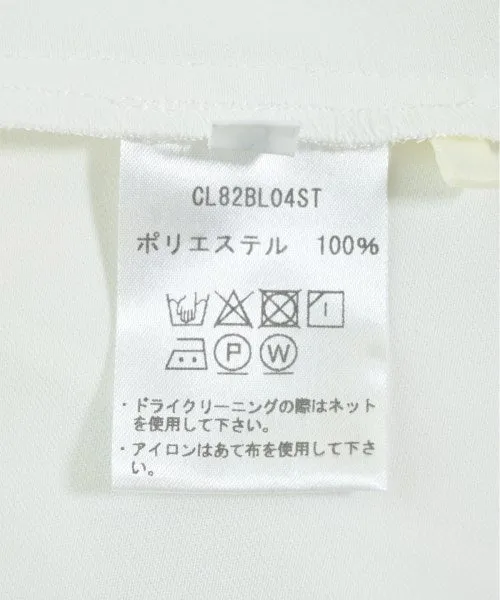 CL82BL04ST
ポリエステル 100%
P W
・ドライクリーニングの際はネット
を使用して下さい。
・アイロンはあて布を使用して下さ
い。